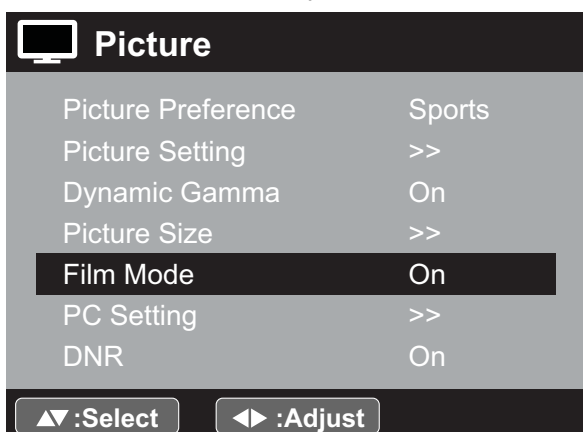 Picture
Picture Preference Sports
Picture Setting >>
Dynamic Gamma On
Picture Size >>
Film Mode On
PC Setting >>
DNR On
▲▼ :Select ◀▶ :Adjust